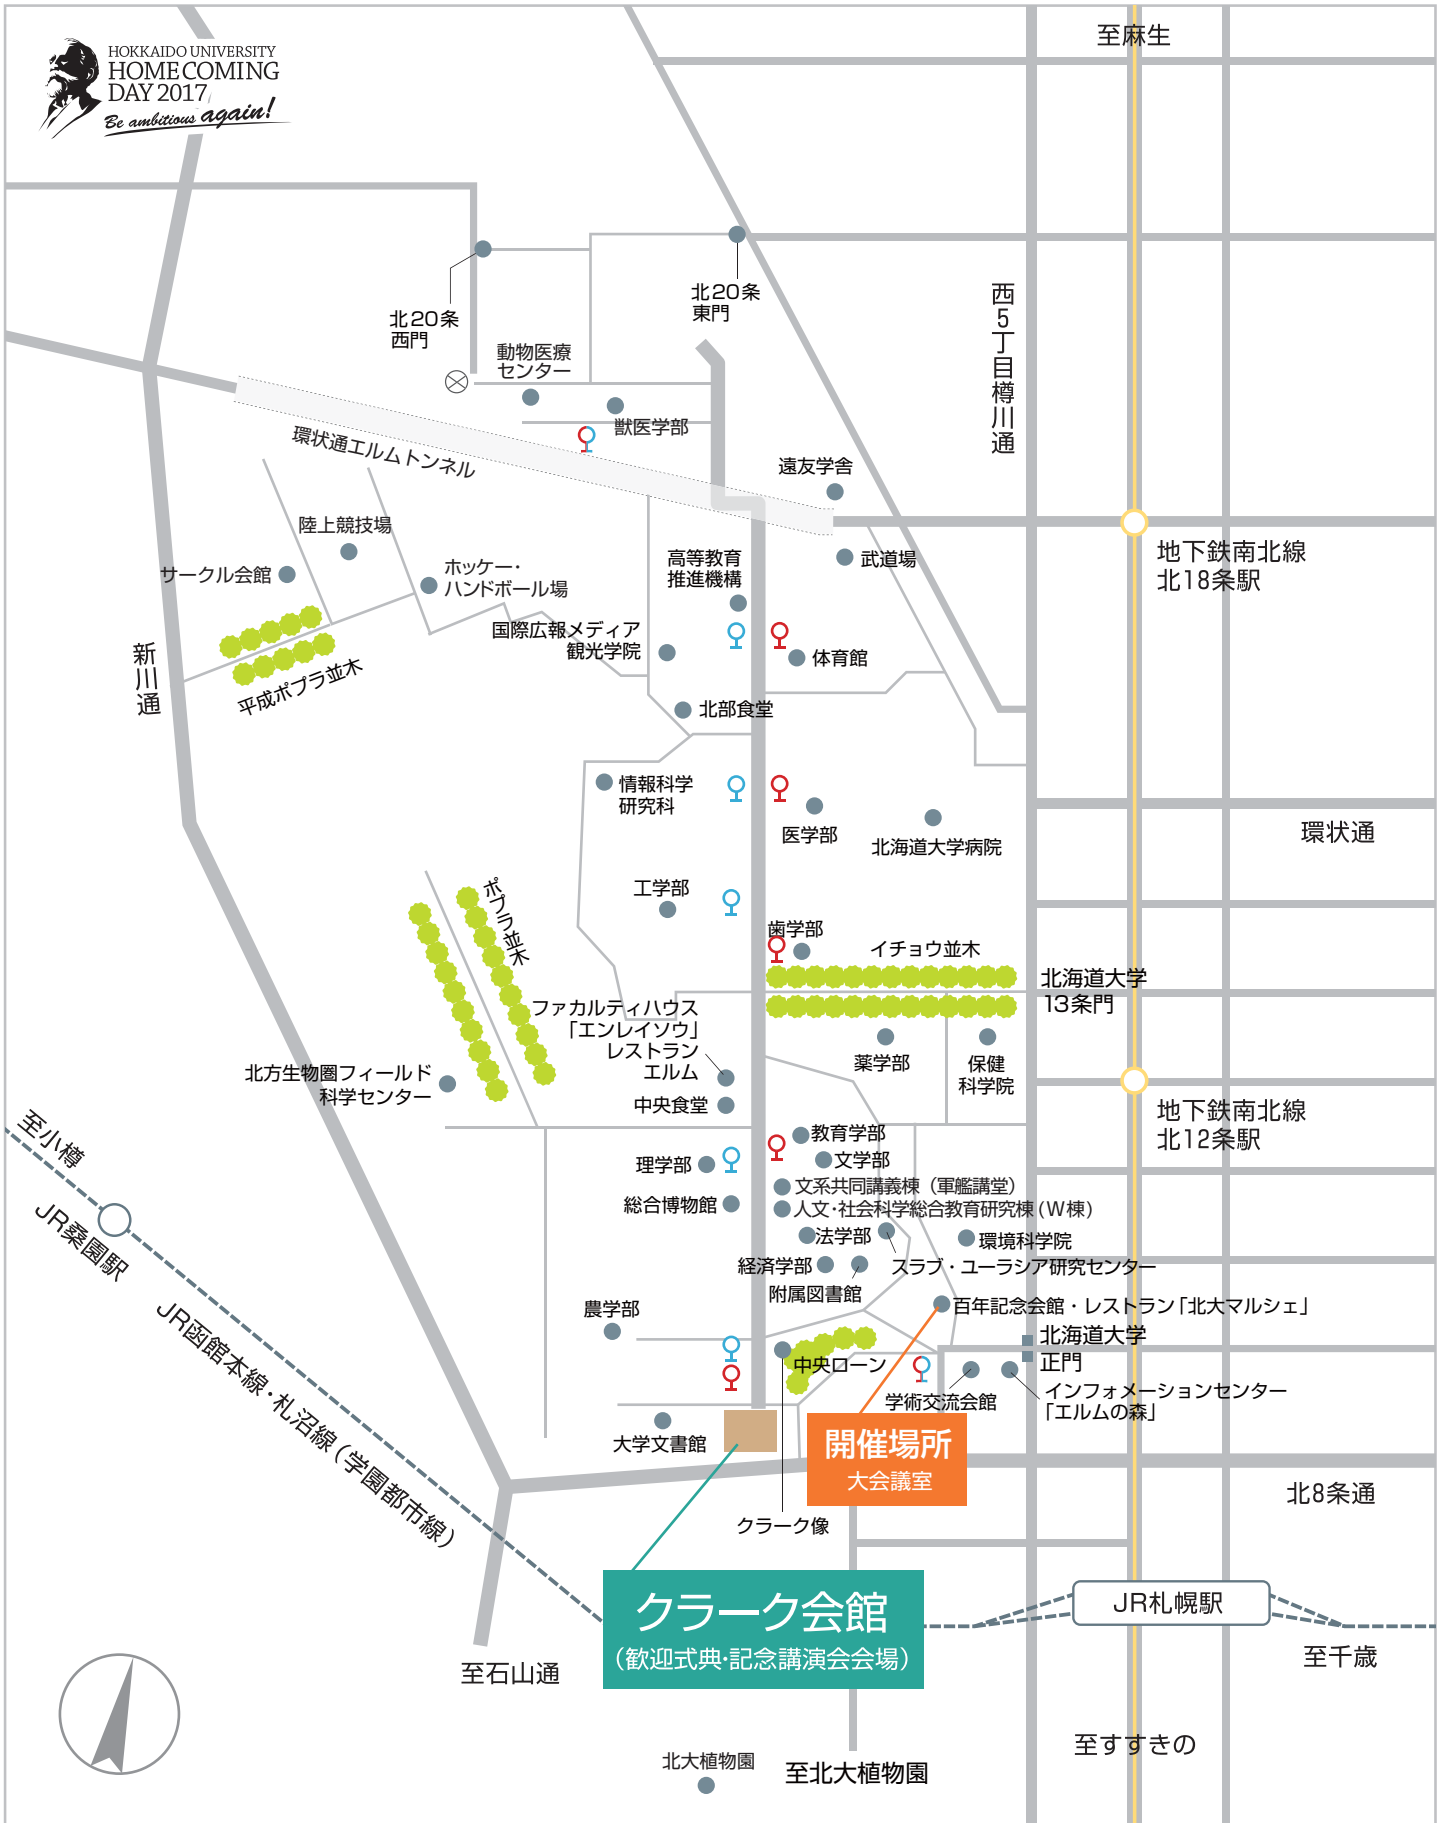 HOKKAIDO UNIVERSITY
HOMECOMING
DAY 2017
Be ambitious again!
至麻生
北20条
西門
北20条
東門
西5丁目樽川通
動物医療
センター
獣医学部
環状通エルムトンネル
遠友学舎
陸上競技場
サークル会館
ホッケー・
ハンドボール場
高等教育
推進機構
武道場
地下鉄南北線
北18条駅
国際広報メディア
観光学院
体育館
新川通
平成ポプラ並木
北部食堂
情報科学
研究科
医学部
北海道大学病院
環状通
工学部
ポプラ並木
歯学部
イチョウ並木
北海道大学
13条門
ファカルティハウス
「エンレイソウ」
レストラン
エルム
薬学部
保健
科学院
北方生物圏フィールド
科学センター
中央食堂
地下鉄南北線
北12条駅
至小樽
教育学部
文学部
理学部
文系共同講義棟（軍艦講堂）
総合博物館
人文・社会科学総合教育研究棟(W棟)
JR桑園駅
法学部
環境科学院
経済学部
スラブ・ユーラシア研究センター
附属図書館
農学部
百年記念会館・レストラン「北大マルシェ」
北海道大学
正門
中央ローン
JR函館本線・札沼線（学園都市線）
学術交流会館
インフォメーションセンター
「エルムの森」
大学文書館
開催場所
大会議室
北8条通
クラーク像
クラーク会館
（歓迎式典・記念講演会会場）
JR札幌駅
至石山通
至千歳
至すすきの
北大植物園
至北大植物園